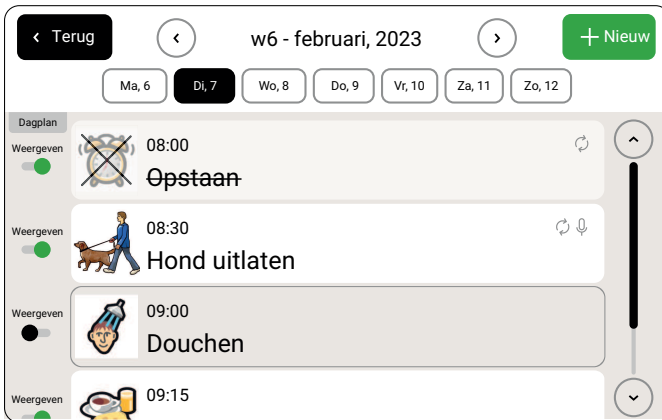 Terug
w6 - februari, 2023
Nieuw
Ma, 6
Di, 7
Wo, 8
Do, 9
Vr, 10
Za, 11
Zo, 12
Dagplan
Weergeven
08:00
Opstaan
Weergeven
08:30
Hond uitlaten
Weergeven
09:00
Douchen
Weergeven
09:15